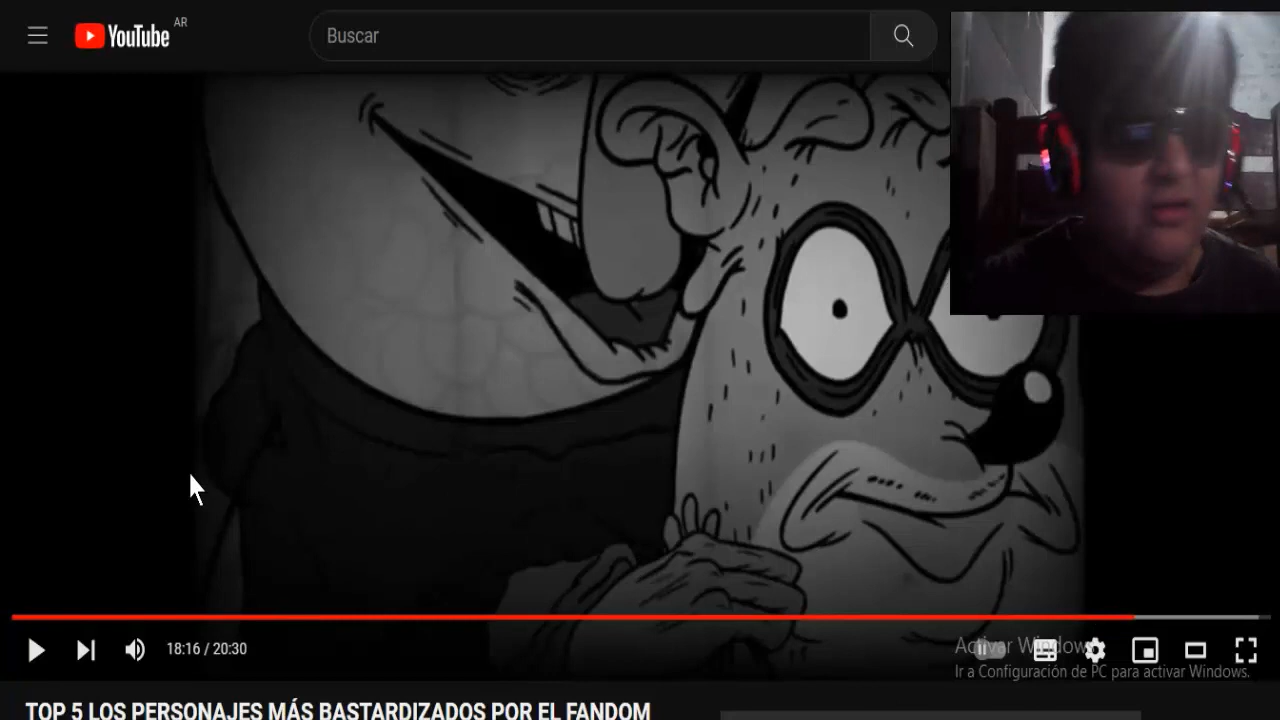 YouTube AR
Buscar
18:16 / 20:30
Activar Windows
Ir a Configuración de PC para activar Windows.
TOP 5 LOS PERSONAJES MÁS BASTARDIZADOS POR EL FANDOM